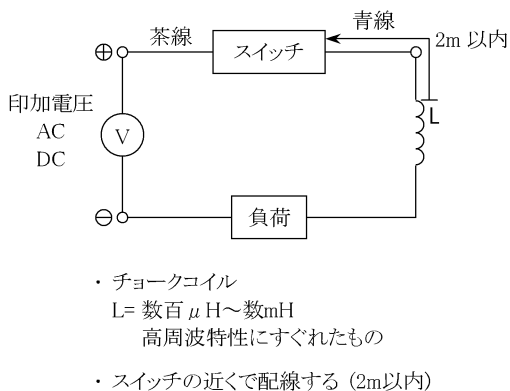 青線
茶線
スイッチ
2m 以内
⊕
印加電圧
AC
DC
V
L
⊖
負荷
・ チョークコイル
L= 数百μH～数mH
高周波特性にすぐれたもの
・ スイッチの近くで配線する (2m以内)